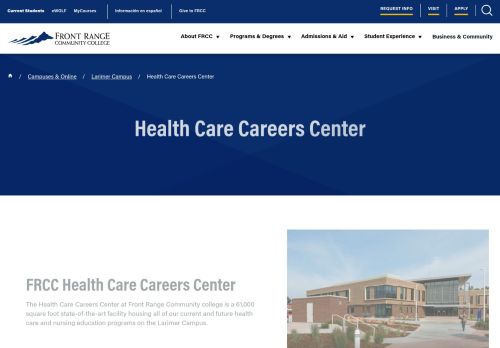 Current Students eWOLF MyCourses Información en español Give to FRCC REQUEST INFO VISIT APPLY
FRONT RANGE
COMMUNITY COLLEGE
About FRCC Programs & Degrees Admissions & Aid Student Experience Business & Community
/ Campuses & Online / Larimer Campus / Health Care Careers Center
Health Care Careers Center
FRCC Health Care Careers Center
The Health Care Careers Center at Front Range Community college is a 61,000
square foot state-of-the-art facility housing all of our current and future health
care and nursing education programs on the Larimer Campus.